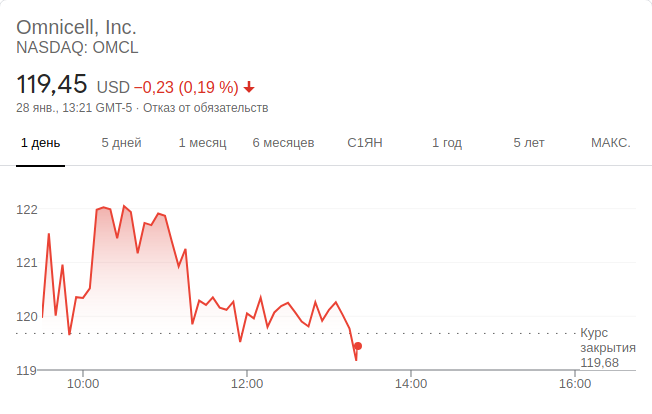 Omnicell, Inc.
NASDAQ: OMCL
119,45 USD −0,23 (0,19 %)
28 янв., 13:21 GMT-5 · Отказ от обязательств
1 день 5 дней 1 месяц 6 месяцев С1ЯН 1 год 5 лет МАКС.
122
121
120
Курс
закрытия
119,68
119
10:00 12:00 14:00 16:00